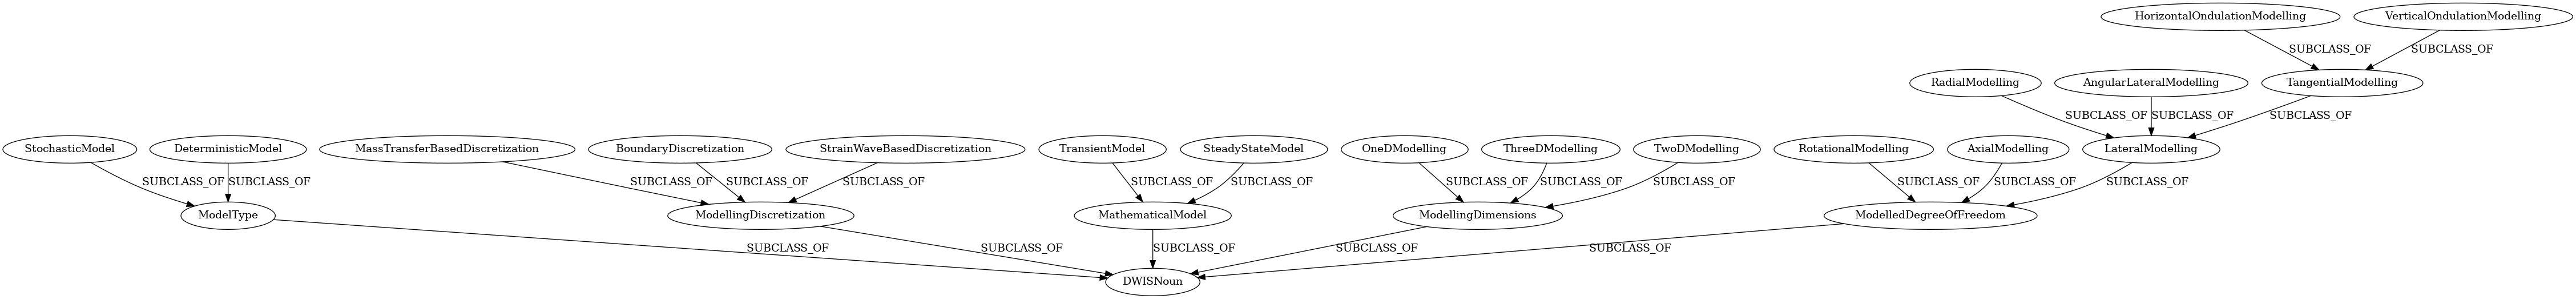 HorizontalOndulationModelling
VerticalOndulationModelling
SUBCLASS_OF
SUBCLASS_OF
RadialModelling
AngularLateralModelling
TangentialModelling
SUBCLASS_OF
SUBCLASS_OF
SUBCLASS_OF
StochasticModel
DeterministicModel
MassTransferBasedDiscretization
BoundaryDiscretization
StrainWaveBasedDiscretization
TransientModel
SteadyStateModel
OneDModelling
ThreeDModelling
TwoDModelling
RotationalModelling
AxialModelling
LateralModelling
SUBCLASS_OF
SUBCLASS_OF
SUBCLASS_OF
SUBCLASS_OF
SUBCLASS_OF
SUBCLASS_OF
SUBCLASS_OF
SUBCLASS_OF
SUBCLASS_OF
SUBCLASS_OF
SUBCLASS_OF
SUBCLASS_OF
SUBCLASS_OF
ModelType
ModellingDiscretization
MathematicalModel
ModellingDimensions
ModelledDegreeOfFreedom
SUBCLASS_OF
SUBCLASS_OF
SUBCLASS_OF
SUBCLASS_OF
SUBCLASS_OF
DWISNoun